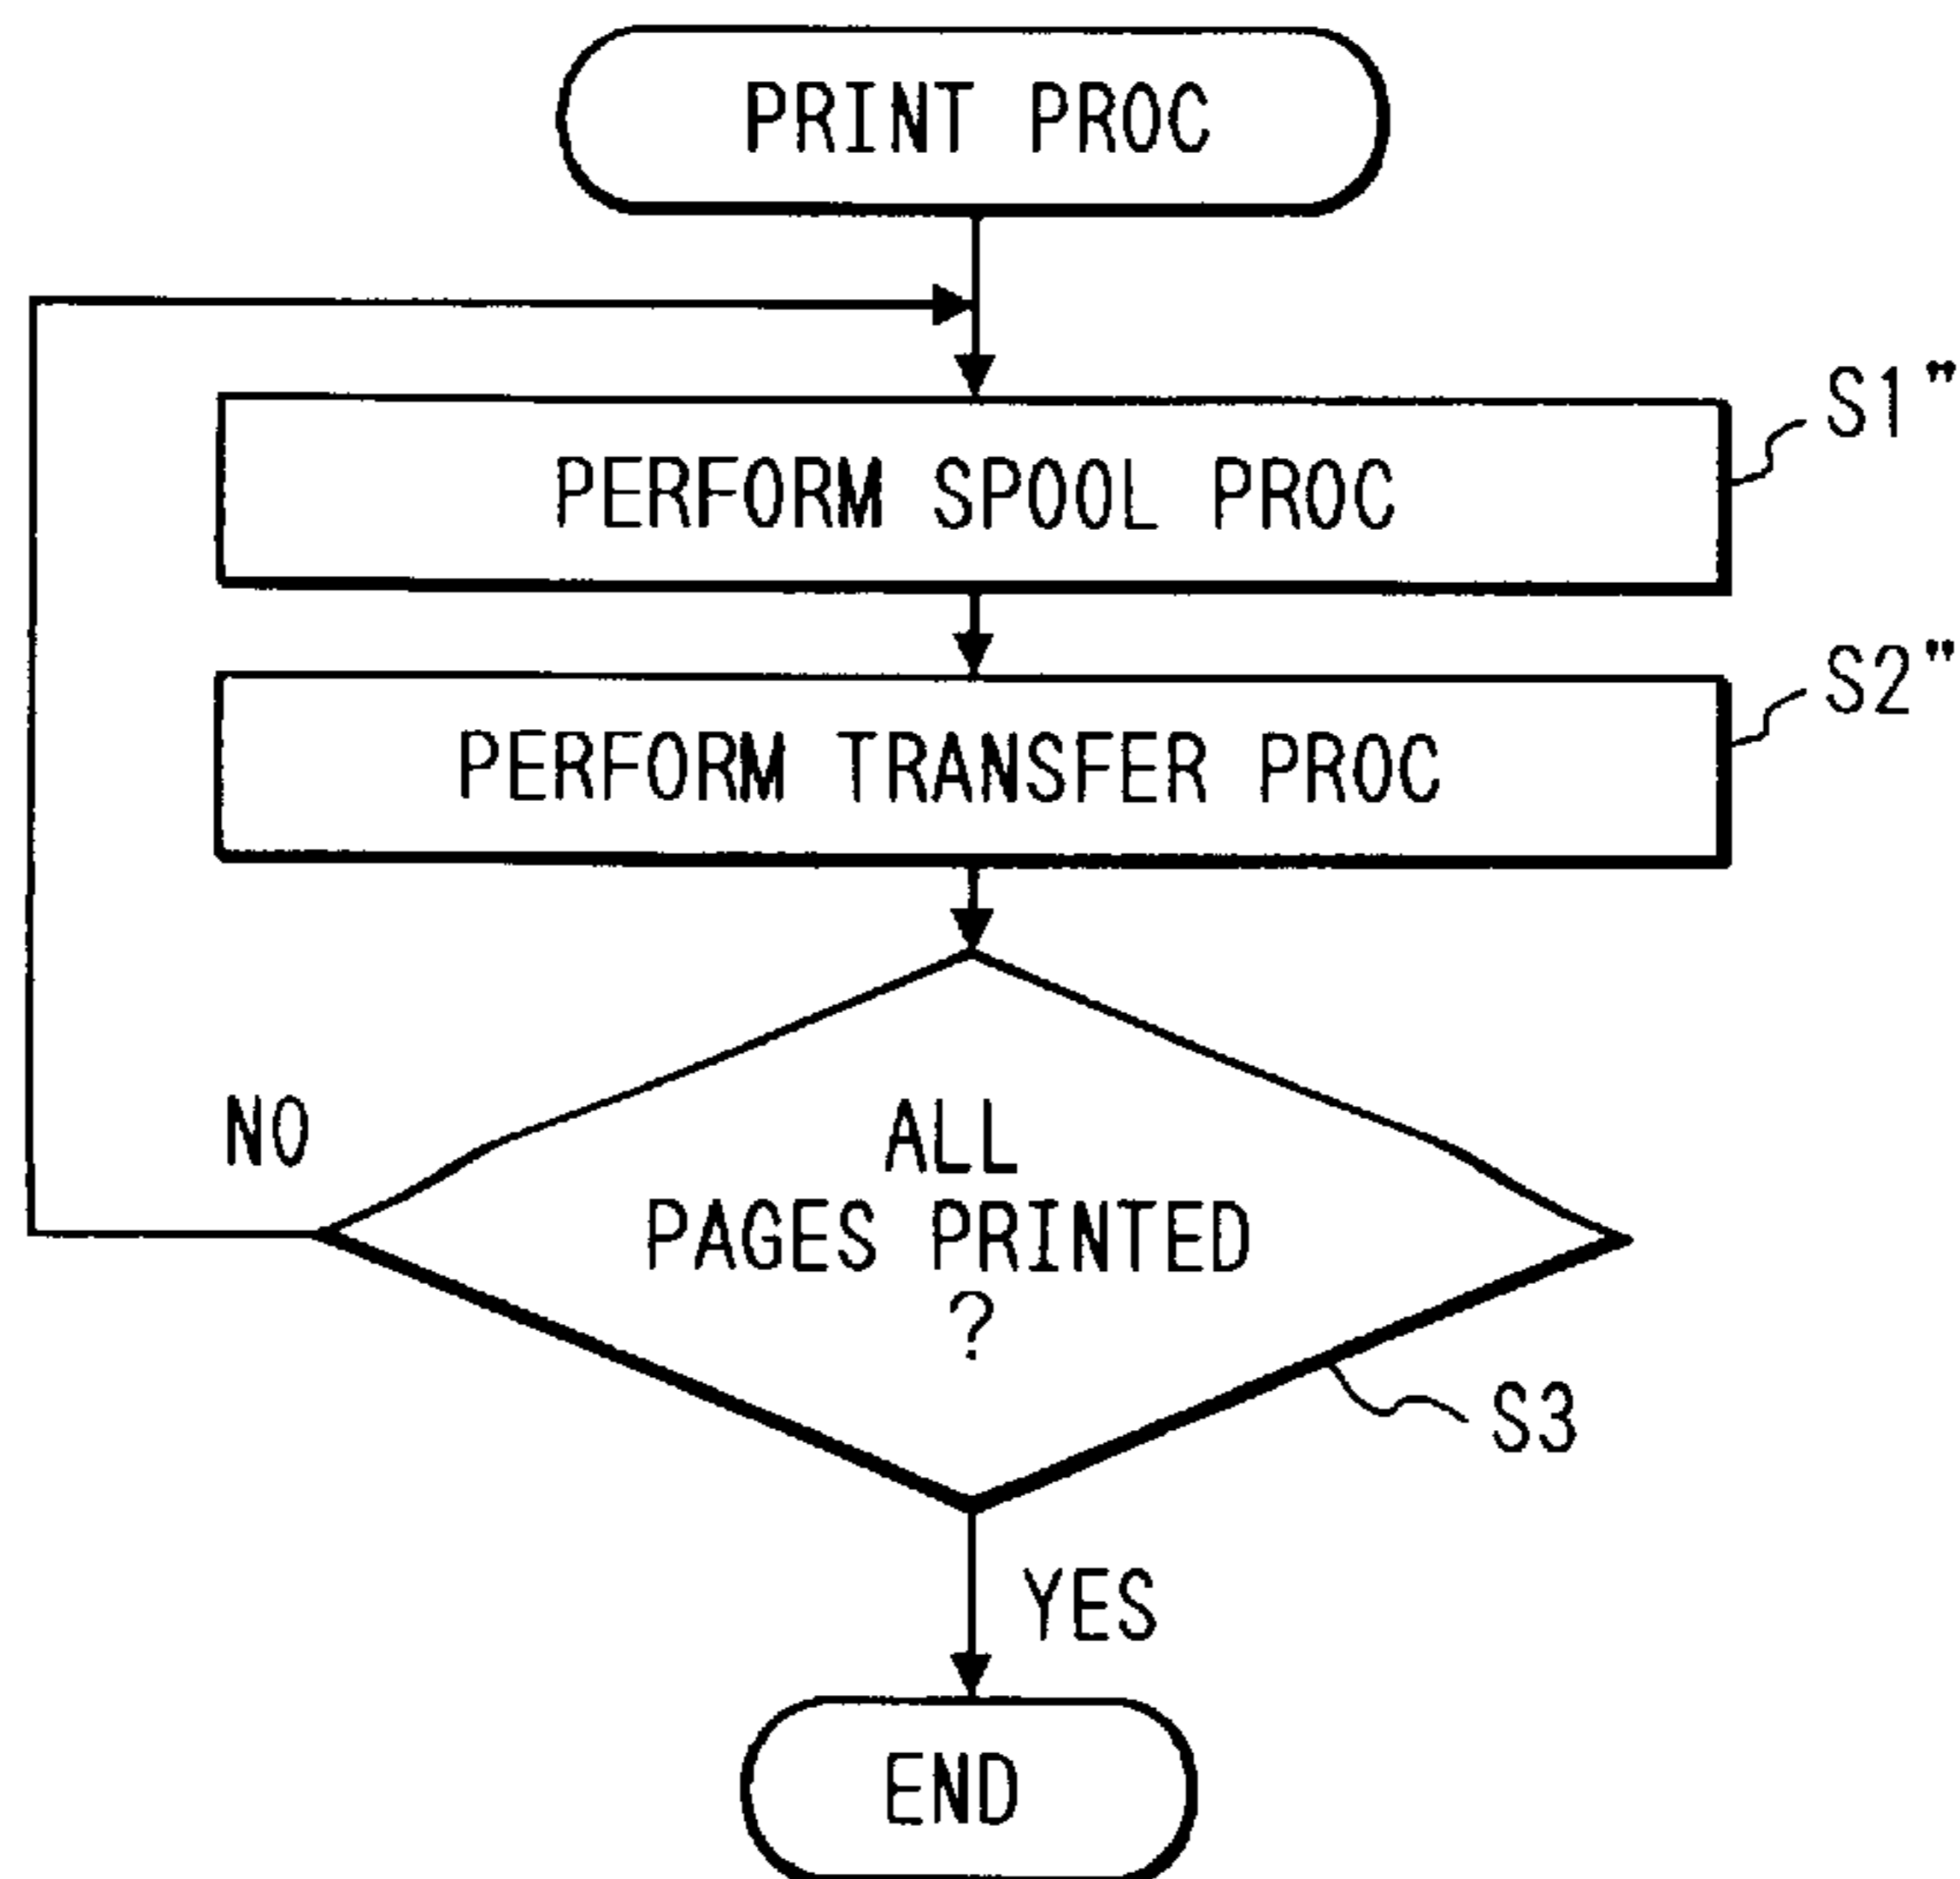 PRINT PROC
PERFORM SPOOL PROC
S1"
PERFORM TRANSFER PROC
S2"
NO
ALL
PAGES PRINTED
?
S3
YES
END